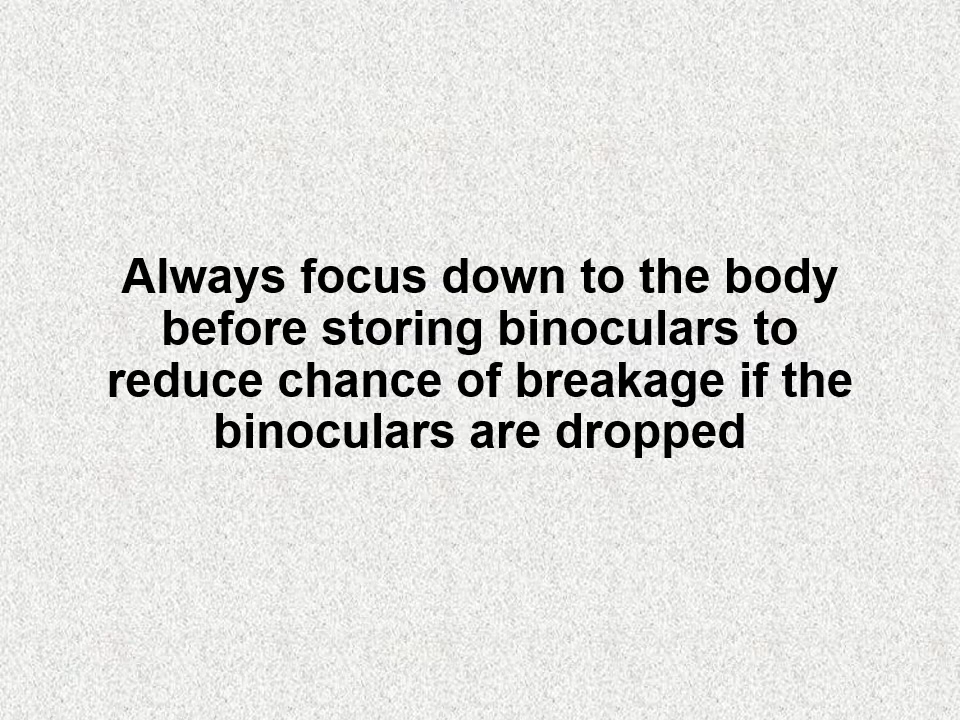 Always focus down to the body
before storing binoculars to
reduce chance of breakage if the
binoculars are dropped